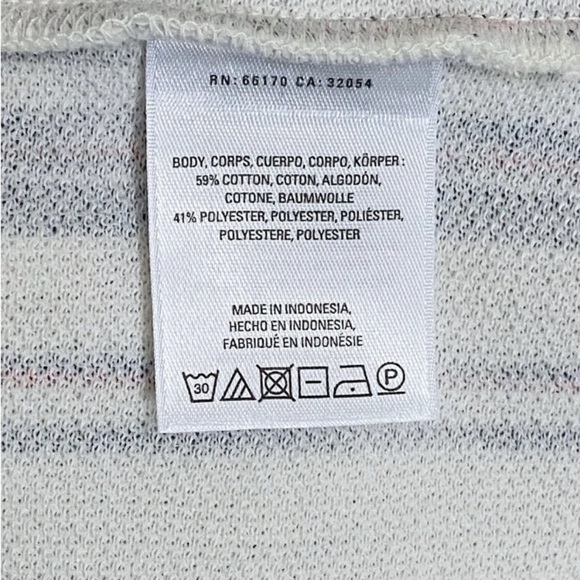 RN: 66170 CA: 32054
BODY, CORPS, CUERPO, CORPO, KÖRPER:
59% COTTON, COTON, ALGODÓN,
COTONE, BAUMWOLLE
41% POLYESTER, POLYESTER, POLIÉSTER,
POLYESTERE, POLYESTER
MADE IN INDONESIA,
HECHO EN INDONESIA,
FABRIQUÉ EN INDONÉSIE
30 P